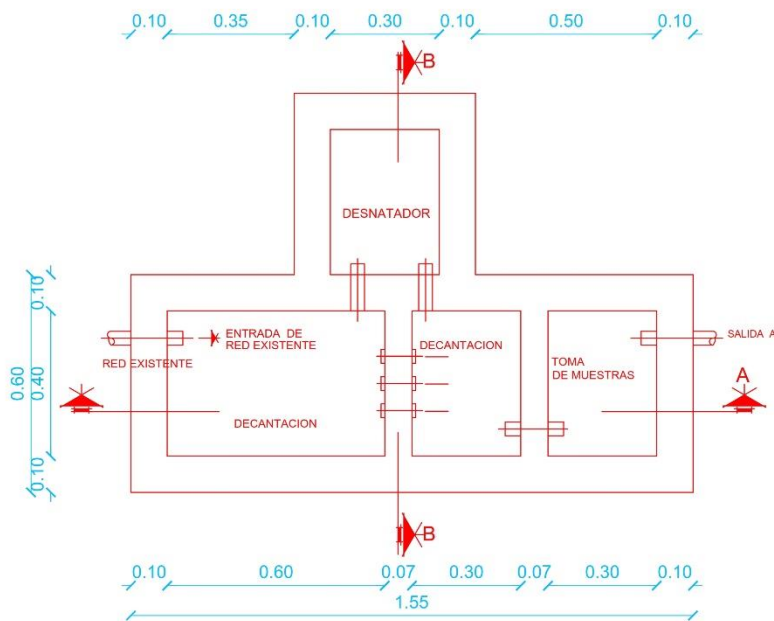 0.10 0.35 0.10 0.30 0.10 0.50 0.10
B
DESNATADOR
0.10
0.60
0.40
0.10
ENTRADA DE
RED EXISTENTE
RED EXISTENTE
DECANTACION
DECANTACION
TOMA
DE MUESTRAS
SALIDA A
A
B
0.10 0.60 0.07 0.30 0.07 0.30 0.10
1.55